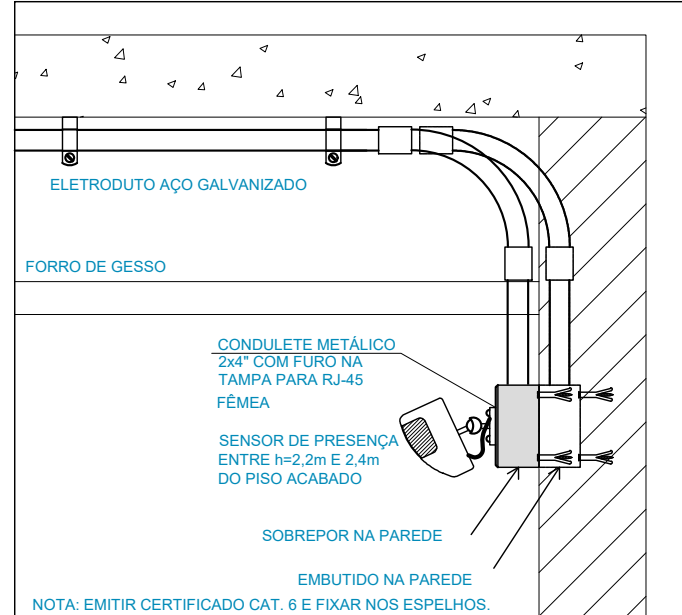 ELETRODUTO AÇO GALVANIZADO
FORRO DE GESSO
CONDULETE METÁLICO
2x4" COM FURO NA
TAMPA PARA RJ-45
FÊMEA
SENSOR DE PRESENÇA
ENTRE h=2,2m E 2,4m
DO PISO ACABADO
SOBREPOR NA PAREDE
EMBUTIDO NA PAREDE
NOTA: EMITIR CERTIFICADO CAT. 6 E FIXAR NOS ESPELHOS.